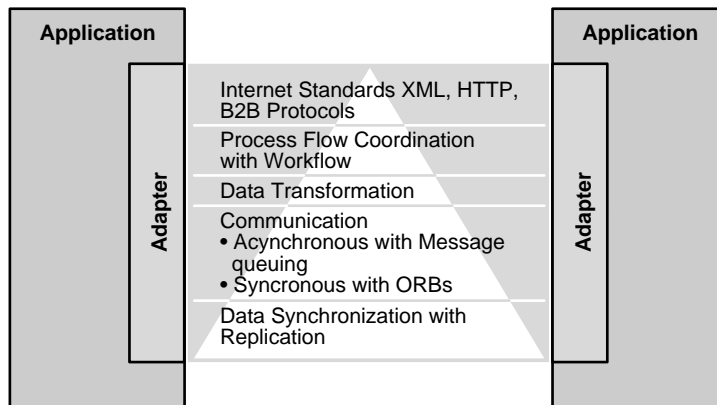 Application
Application
Adapter
Internet Standards XML, HTTP,
B2B Protocols
Process Flow Coordination
with Workflow
Data Transformation
Communication
• Acynchronous with Message
queuing
• Syncronous with ORBs
Data Synchronization with
Replication
Adapter